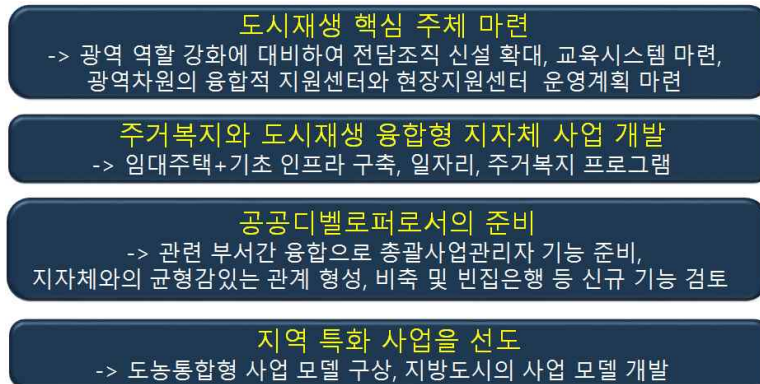 도시재생 핵심 주체 마련
-> 광역 역할 강화에 대비하여 전담조직 신설 확대, 교육시스템 마련,
광역차원의 융합적 지원센터와 현장지원센터 운영계획 마련
주거복지와 도시재생 융합형 지자체 사업 개발
-> 임대주택+기초 인프라 구축, 일자리, 주거복지 프로그램
공공디벨로퍼로서의 준비
-> 관련 부서간 융합으로 총괄사업관리자 기능 준비,
지자체와의 균형감있는 관계 형성, 비축 및 빈집은행 등 신규 기능 검토
지역 특화 사업을 선도
-> 도농통합형 사업 모델 구상, 지방도시의 사업 모델 개발